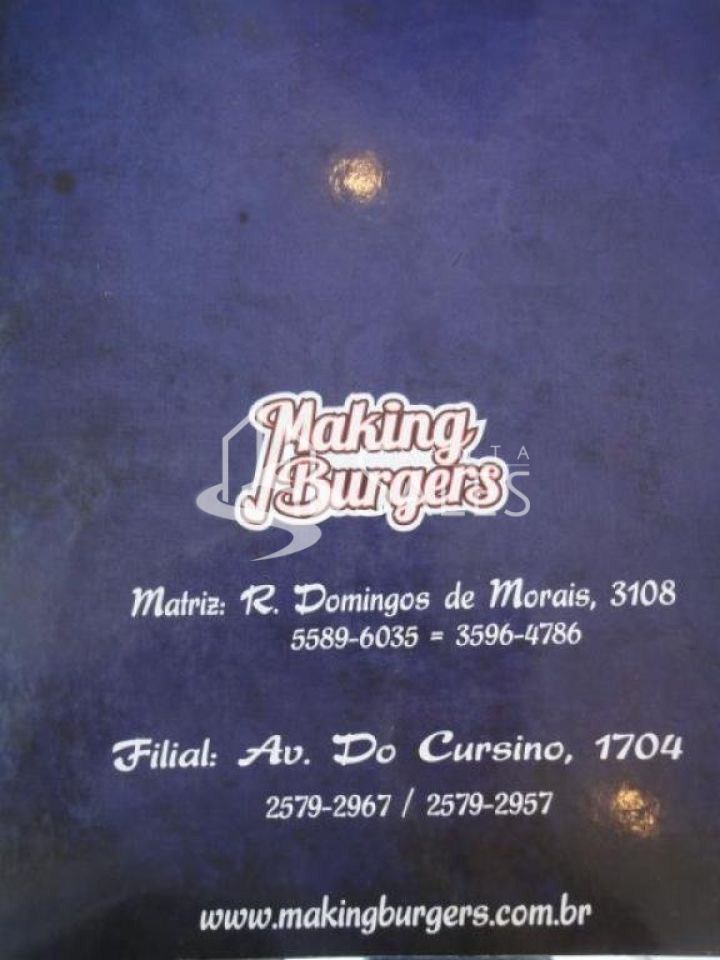 Making
Burgers
Matriz: R. Domingos de Morais, 3108
5589-6035 = 3596-4786
Filial: Av. Do Cursino, 1704
2579-2967 / 2579-2957
www.makingburgers.com.br